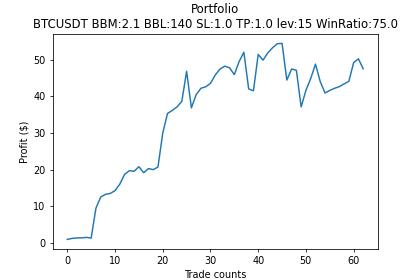 Portfolio
BTCUSDT BBM:2.1 BBL:140 SL:1.0 TP:1.0 lev:15 WinRatio:75.0
50
40
30
20
10
0
Profit ($)
0 10 20 30 40 50 60
Trade counts